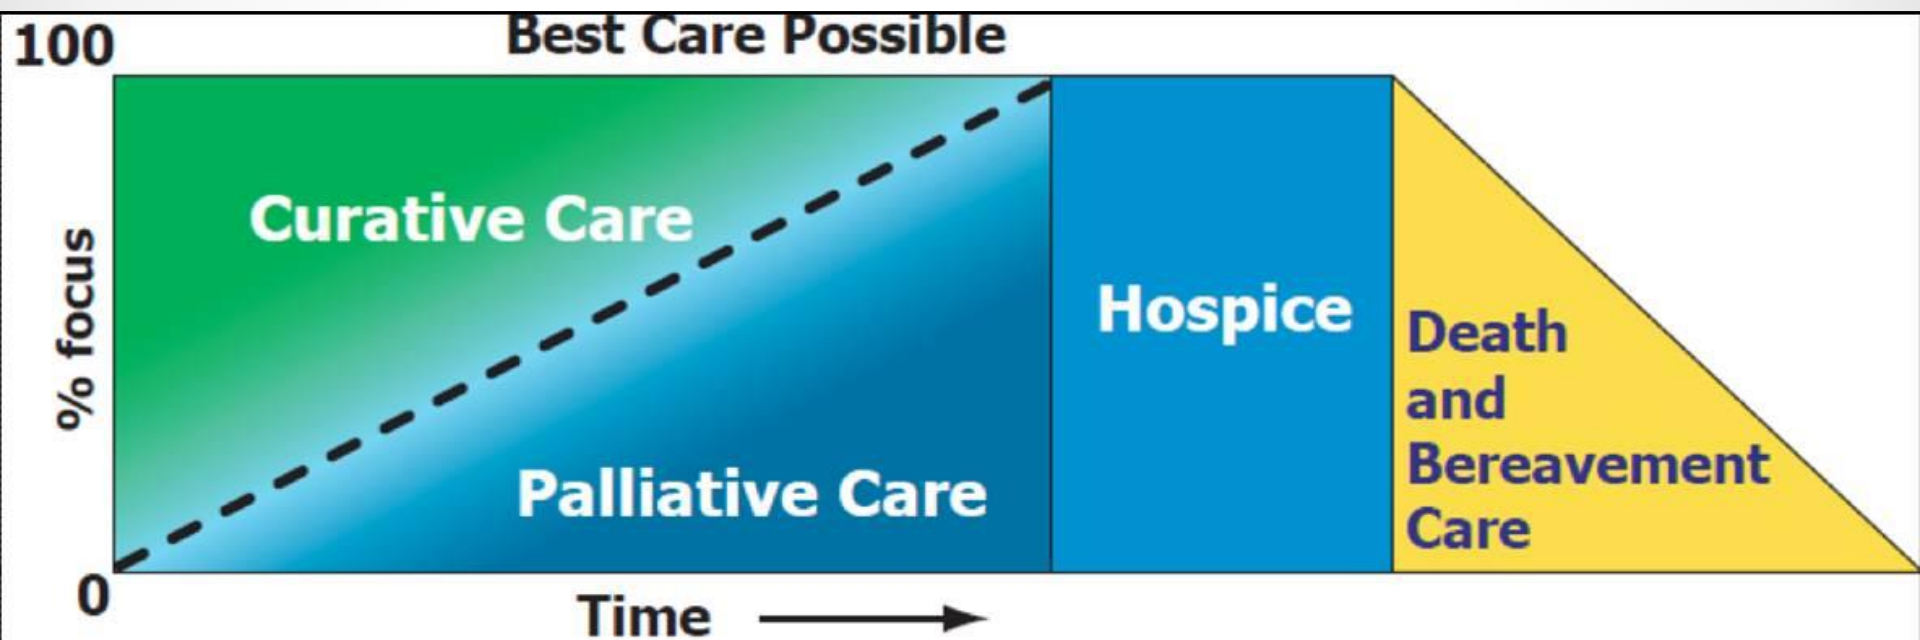 Best Care Possible
100
% focus
Curative Care
Palliative Care
Hospice
Death
and
Bereavement
Care
0
Time